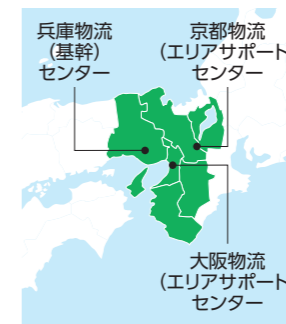 兵庫物流
(基幹)
センター
京都物流
(エリアサポート
センター
大阪物流
(エリアサポート
センター